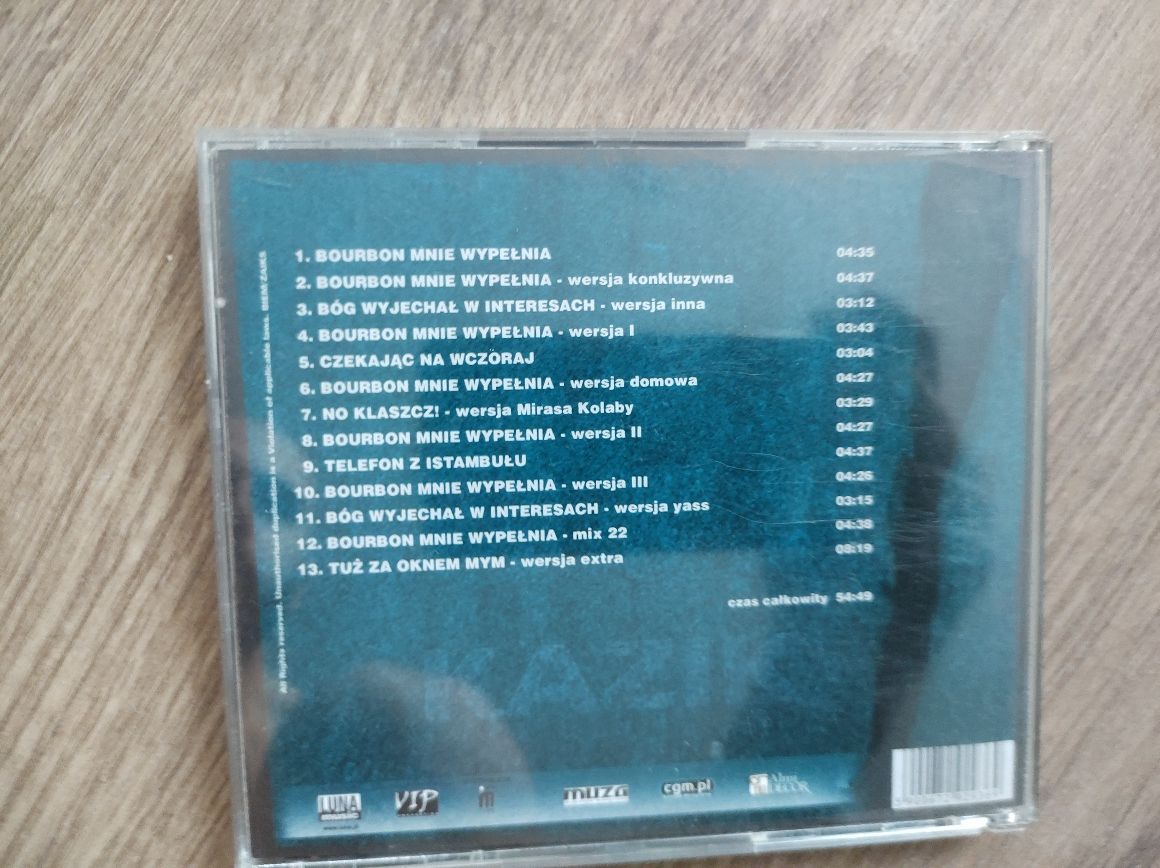 1. BOURBON MNIE WYPEŁNIA 04:35
2. BOURBON MNIE WYPEŁNIA - wersja konkluzywna 04:37
3. BÓG WYJECHAŁ W INTERESACH - wersja inna 03:12
4. BOURBON MNIE WYPEŁNIA - wersja I 03:43
5. CZEKAJĄC NA WCZORAJ 03:04
6. BOURBON MNIE WYPEŁNIA - wersja domowa 04:27
7. NO KLASZCZ! - wersja Mirasa Kolaby 03:29
8. BOURBON MNIE WYPEŁNIA - wersja II 04:27
9. TELEFON Z ISTAMBUŁU 04:37
10. BOURBON MNIE WYPEŁNIA - wersja III 04:26
11. BÓG WYJECHAŁ W INTERESACH - wersja yass 03:15
12. BOURBON MNIE WYPEŁNIA - mix 22 04:38
13. TUŻ ZA OKNEM MYM - wersja extra 08:19
czas całkowity 54:49
All Rights reserved. Unauthorised duplication is a Violation of applicable laws. BIEM/ZAIKS
KAZIK
LUNA MUSIC
VIP
muza
cgm.pl
Alma DECOR